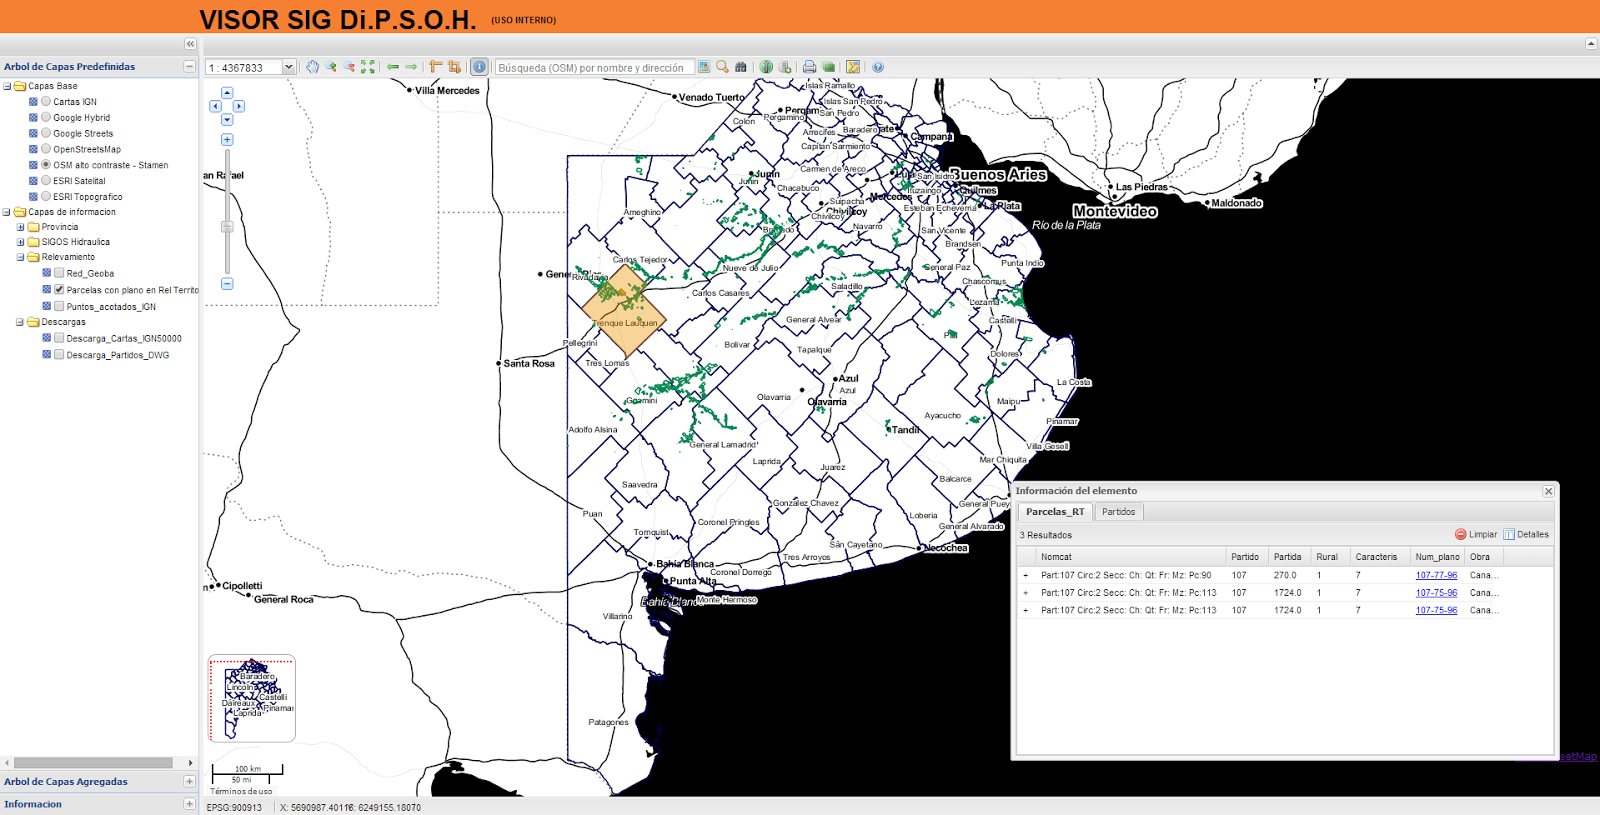 VISOR SIG Di.P.S.O.H. (USO INTERNO)
Arbol de Capas Predefinidas
Capas Base
Cartas IGN
Google Hybrid
Google Streets
OpenStreetMap
OSM alto contraste - Stamen
ESRI Satelital
ESRI Topografico
Capas de informacion
Provincia
SIGOS Hidraulica
Relevamiento
Red_Geoba
Parcelas con plano en Rel Territo
Puntos_acotados_IGN
Descargas
Descarga_Cartas_IGN50000
Descarga_Partidos_DWG
Arbol de Capas Agregadas
Informacion
1 : 4367833
Búsqueda (OSM) por nombre y dirección
Villa Mercedes
Venado Tuerto
Islas Ramallo
Islas San Pedro
San Pedro
Pergamino
Colon
Arrecifes
Baradero
Campana
Capitan Sarmiento
Carmen de Areco
San Isidro
Buenos Aires
Junin
Junin
Chacabuco
Ituzaingo
Quilmes
Mercedes
Suipacha
Esteban Echeverria
La Plata
Chivilcoy
Chivilcoy
Ameghino
Navarro
San Vicente
Brandsen
Las Piedras
Montevideo
Maldonado
Río de la Plata
an Rafael
Carlos Tejedor
Nueve de Julio
General Paz
Punta Indio
Chascomus
Carlos Casares
Saladillo
Lezama
Trenque Lauquen
General Alvear
Castelli
Pellegrini
Bolivar
Tapalque
Dolores
Tres Lomas
Santa Rosa
Azul
Azul
La Costa
Olavarria
Olavarria
Maipu
Guamini
Ayacucho
Pinamar
Adolfo Alsina
Tandil
General Lamadrid
Villa Gesell
Laprida
Juarez
Mar Chiquita
Saavedra
Balcarce
Puan
Gonzalez Chavez
General Puey
Loberia
Coronel Pringles
General Alvarado
Tornquist
San Cayetano
Necochea
Tres Arroyos
Bahía Blanca
Coronel Dorrego
Punta Alta
Cipolletti
General Roca
Bahía Blanca
Monte Hermoso
Villarino
Patagones
Baradero
Lincoln
Castelli
Daireaux
Pinamar
Laprida
100 km
50 mi
Términos de uso
EPSG:900913
Información del elemento
Parcelas_RT Partidos
3 Resultados Limpiar Detalles
Nomcat Partido Partida Rural Caracteris Num_plano Obra
+ Part:107 Circ:2 Secc: Ch: Qt: Fr: Mz: Pc:90 107 270.0 1 7 107-77-96 Cana...
+ Part:107 Circ:2 Secc: Ch: Qt: Fr: Mz: Pc:113 107 1724.0 1 7 107-75-96 Cana...
+ Part:107 Circ:2 Secc: Ch: Qt: Fr: Mz: Pc:113 107 1724.0 1 7 107-75-96 Cana...
eetMap